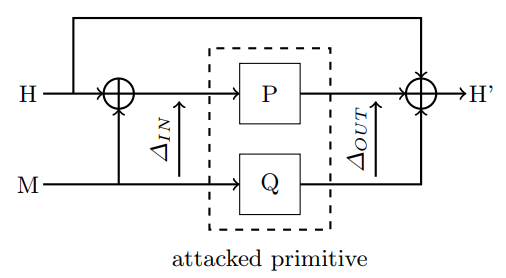 P
H
H'
Δ_IN
Δ_OUT
M
Q
attacked primitive